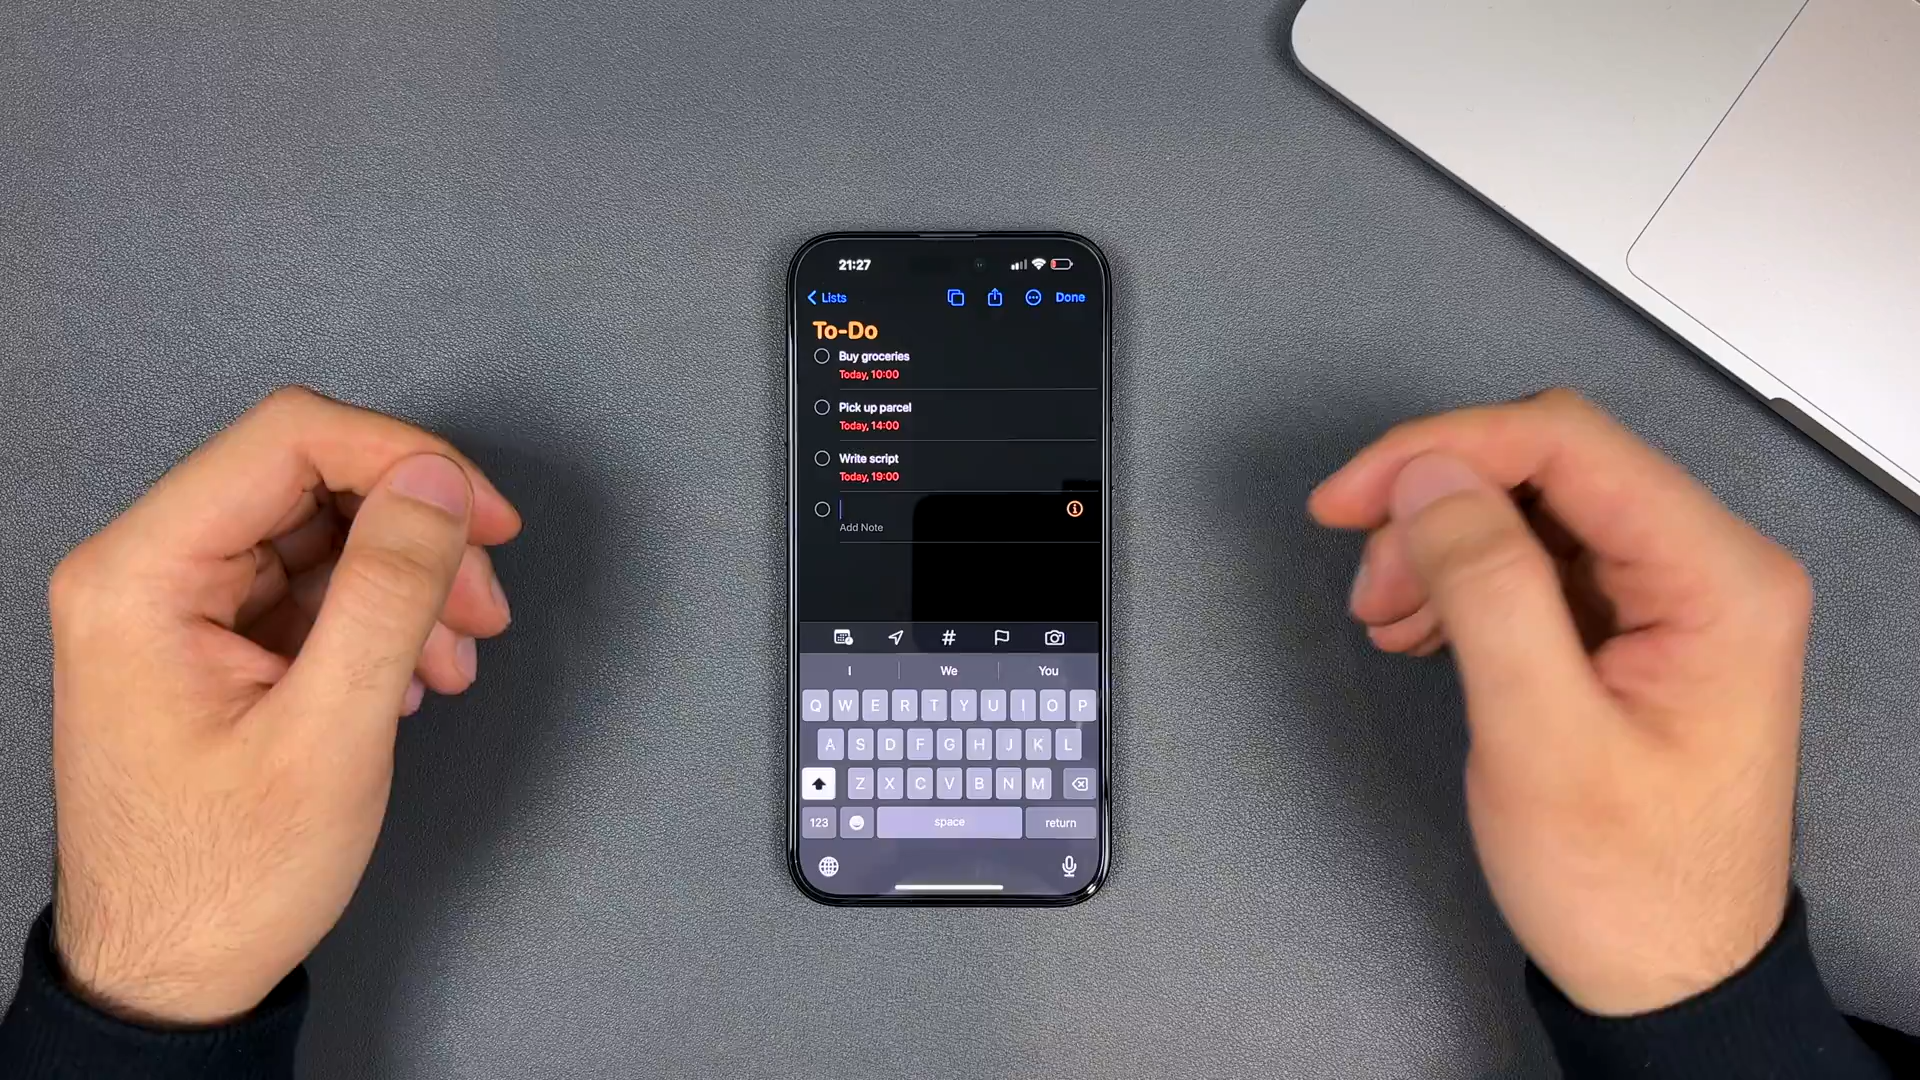 21:27
Lists
Done
To-Do
Buy groceries
Today, 10:00
Pick up parcel
Today, 14:00
Write script
Today, 19:00
Add Note
#
I We You
Q W E R T Y U I O P
A S D F G H J K L
Z X C V B N M
123 space return